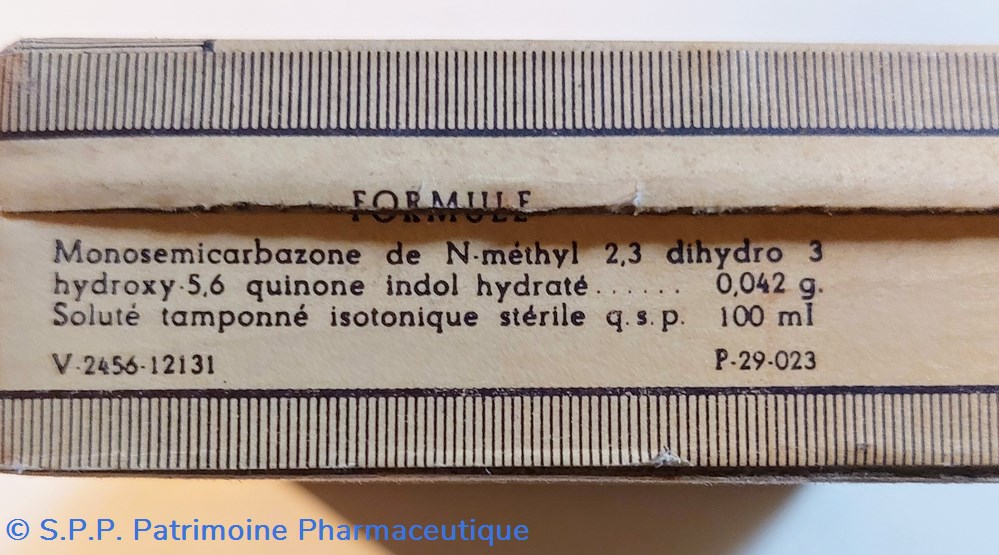 FORMULE
Monosemicarbazone de N-méthyl 2,3 dihydro 3
hydroxy-5,6 quinone indol hydraté...... 0,042 g.
Soluté tamponné isotonique stérile q.s.p. 100 ml
V-2456-12131 P-29-023
© S.P.P. Patrimoine Pharmaceutique